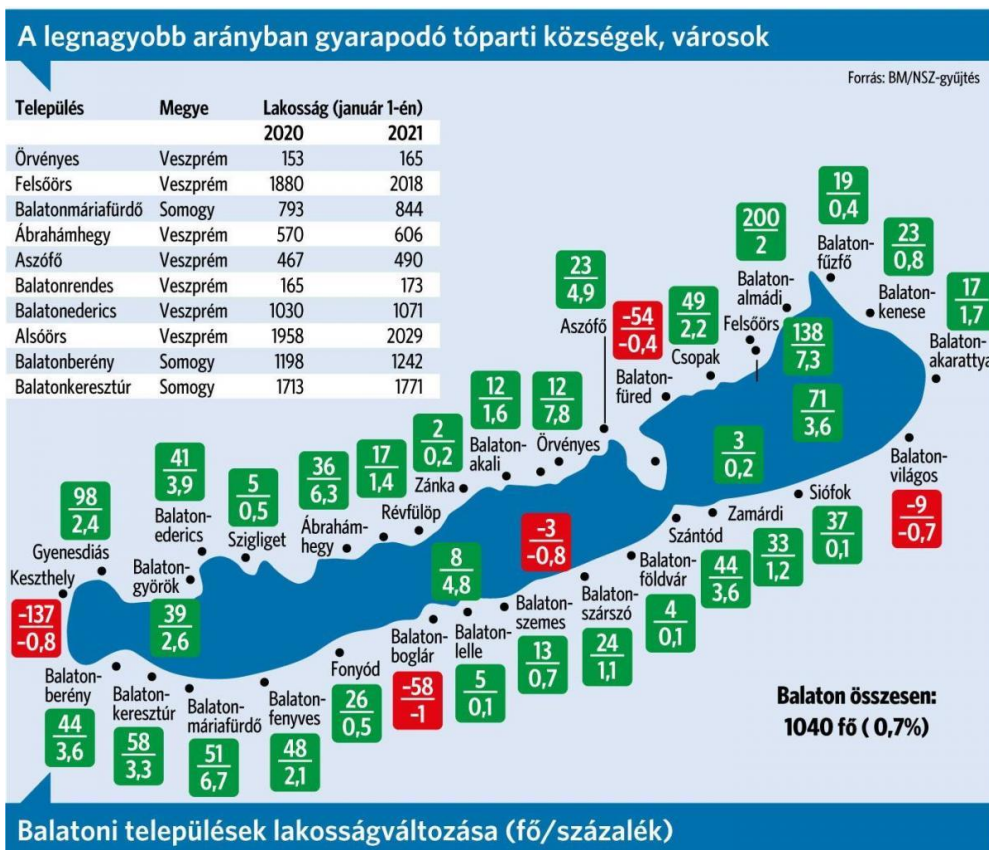 A legnagyobb arányban gyarapodó tóparti községek, városok
Forrás: BM/NSZ-gyűjtés
Település Megye Lakosság (január 1-én)
2020 2021
Örvényes Veszprém 153 165
Felsőörs Veszprém 1880 2018
Balatonmáriafürdő Somogy 793 844
Ábrahámhegy Veszprém 570 606
Aszófő Veszprém 467 490
Balatonrendes Veszprém 165 173
Balatonederics Veszprém 1030 1071
Alsóörs Veszprém 1958 2029
Balatonberény Somogy 1198 1242
Balatonkeresztúr Somogy 1713 1771
Keszthely
-137
-0,8
98
2,4
Gyenesdiás
Balaton-
györök
39
2,6
41
3,9
Balaton-
ederics
5
0,5
Szigliget
36
6,3
Ábrahám-
hegy
17
1,4
Révfülöp
2
0,2
Zánka
12
1,6
Balaton-
akali
12
7,8
Örvényes
23
4,9
Aszófő
-54
-0,4
Balaton-
füred
49
2,2
Csopak
Felsőörs
138
7,3
71
3,6
200
2
Balaton-
almádi
19
0,4
Balaton-
fűzfő
23
0,8
Balaton-
kenese
17
1,7
Balaton-
akarattya
Balaton-
világos
-9
-0,7
3
0,2
8
4,8
-3
-0,8
Siófok
37
0,1
Zamárdi
33
1,2
Szántód
44
3,6
Balaton-
földvár
4
0,1
Balaton-
szárszó
24
1,1
Balaton-
szemes
13
0,7
Balaton-
lelle
5
0,1
Balaton-
boglár
-58
-1
Fonyód
26
0,5
Balaton-
fenyves
48
2,1
Balaton-
máriafürdő
51
6,7
Balaton-
keresztúr
58
3,3
Balaton-
berény
44
3,6
Balaton összesen:
1040 fő ( 0,7%)
Balatoni települések lakosságváltozása (fő/százalék)